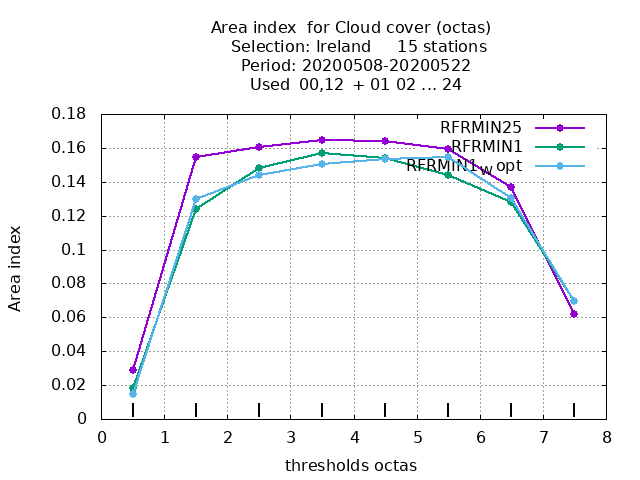 Area index  for Cloud cover (octas)
Selection: Ireland     15 stations
Period: 20200508-20200522
Used  00,12  + 01 02 ... 24
0.18
0.16
0.14
0.12
0.1
0.08
0.06
0.04
0.02
0
Area index
RFRMIN25
RFRMIN1
RFRMIN1w opt
0 1 2 3 4 5 6 7 8
thresholds octas